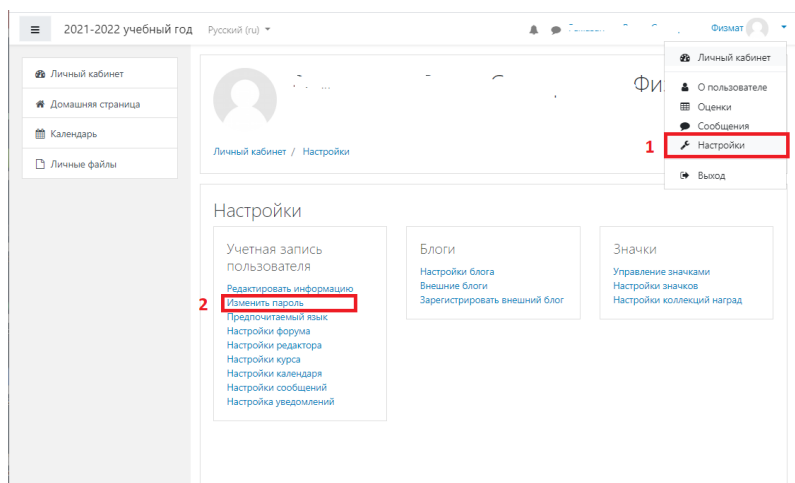 2021-2022 учебный год
Русский (ru)
Физмат
Личный кабинет
О пользователе
Оценки
Сообщения
1 Настройки
Выход
Личный кабинет
Домашняя страница
Календарь
Личные файлы
Личный кабинет / Настройки
Настройки
Учетная запись
пользователя
Редактировать информацию
2 Изменить пароль
Предпочитаемый язык
Настройки форума
Настройки редактора
Настройки курса
Настройки календаря
Настройки сообщений
Настройка уведомлений
Блоги
Настройки блога
Внешние блоги
Зарегистрировать внешний блог
Значки
Управление значками
Настройки значков
Настройки коллекций наград